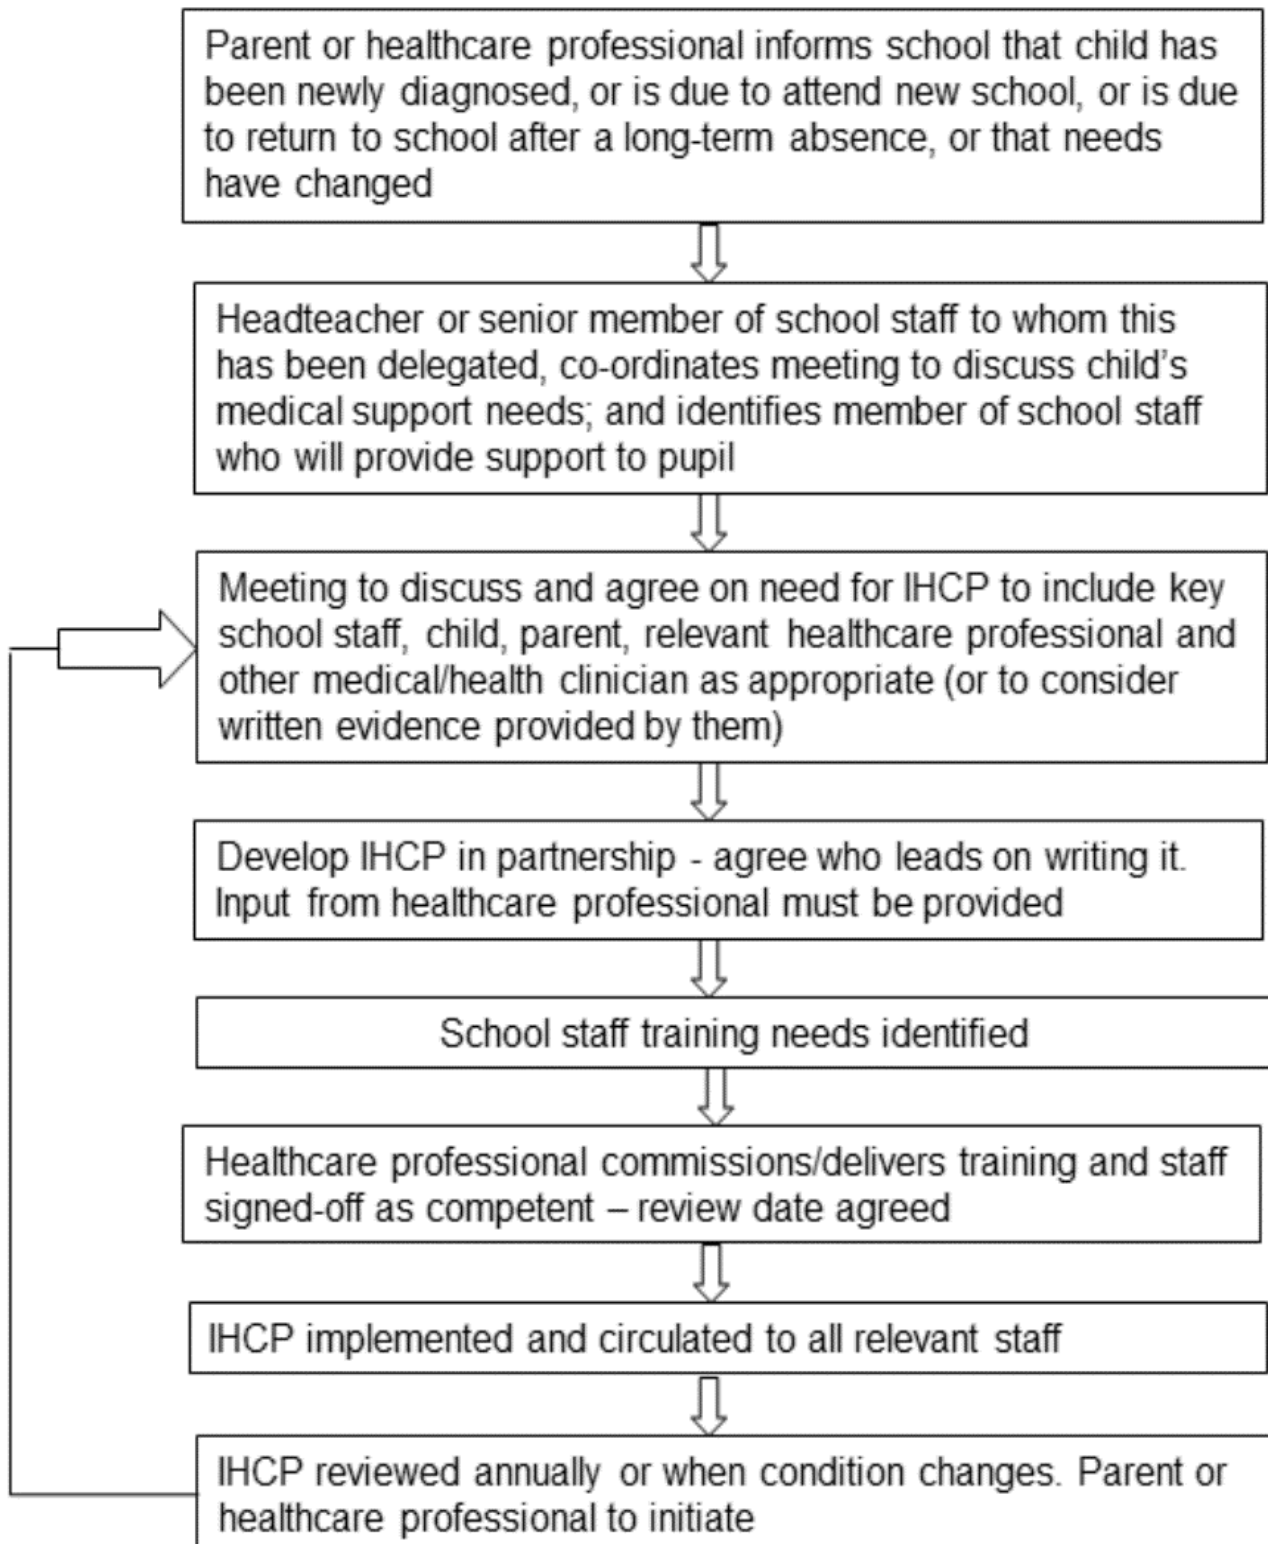 Parent or healthcare professional informs school that child has
been newly diagnosed, or is due to attend new school, or is due
to return to school after a long-term absence, or that needs
have changed
Headteacher or senior member of school staff to whom this
has been delegated, co-ordinates meeting to discuss child's
medical support needs; and identifies member of school staff
who will provide support to pupil
Meeting to discuss and agree on need for IHCP to include key
school staff, child, parent, relevant healthcare professional and
other medical/health clinician as appropriate (or to consider
written evidence provided by them)
Develop IHCP in partnership - agree who leads on writing it.
Input from healthcare professional must be provided
School staff training needs identified
Healthcare professional commissions/delivers training and staff
signed-off as competent – review date agreed
IHCP implemented and circulated to all relevant staff
IHCP reviewed annually or when condition changes. Parent or
healthcare professional to initiate